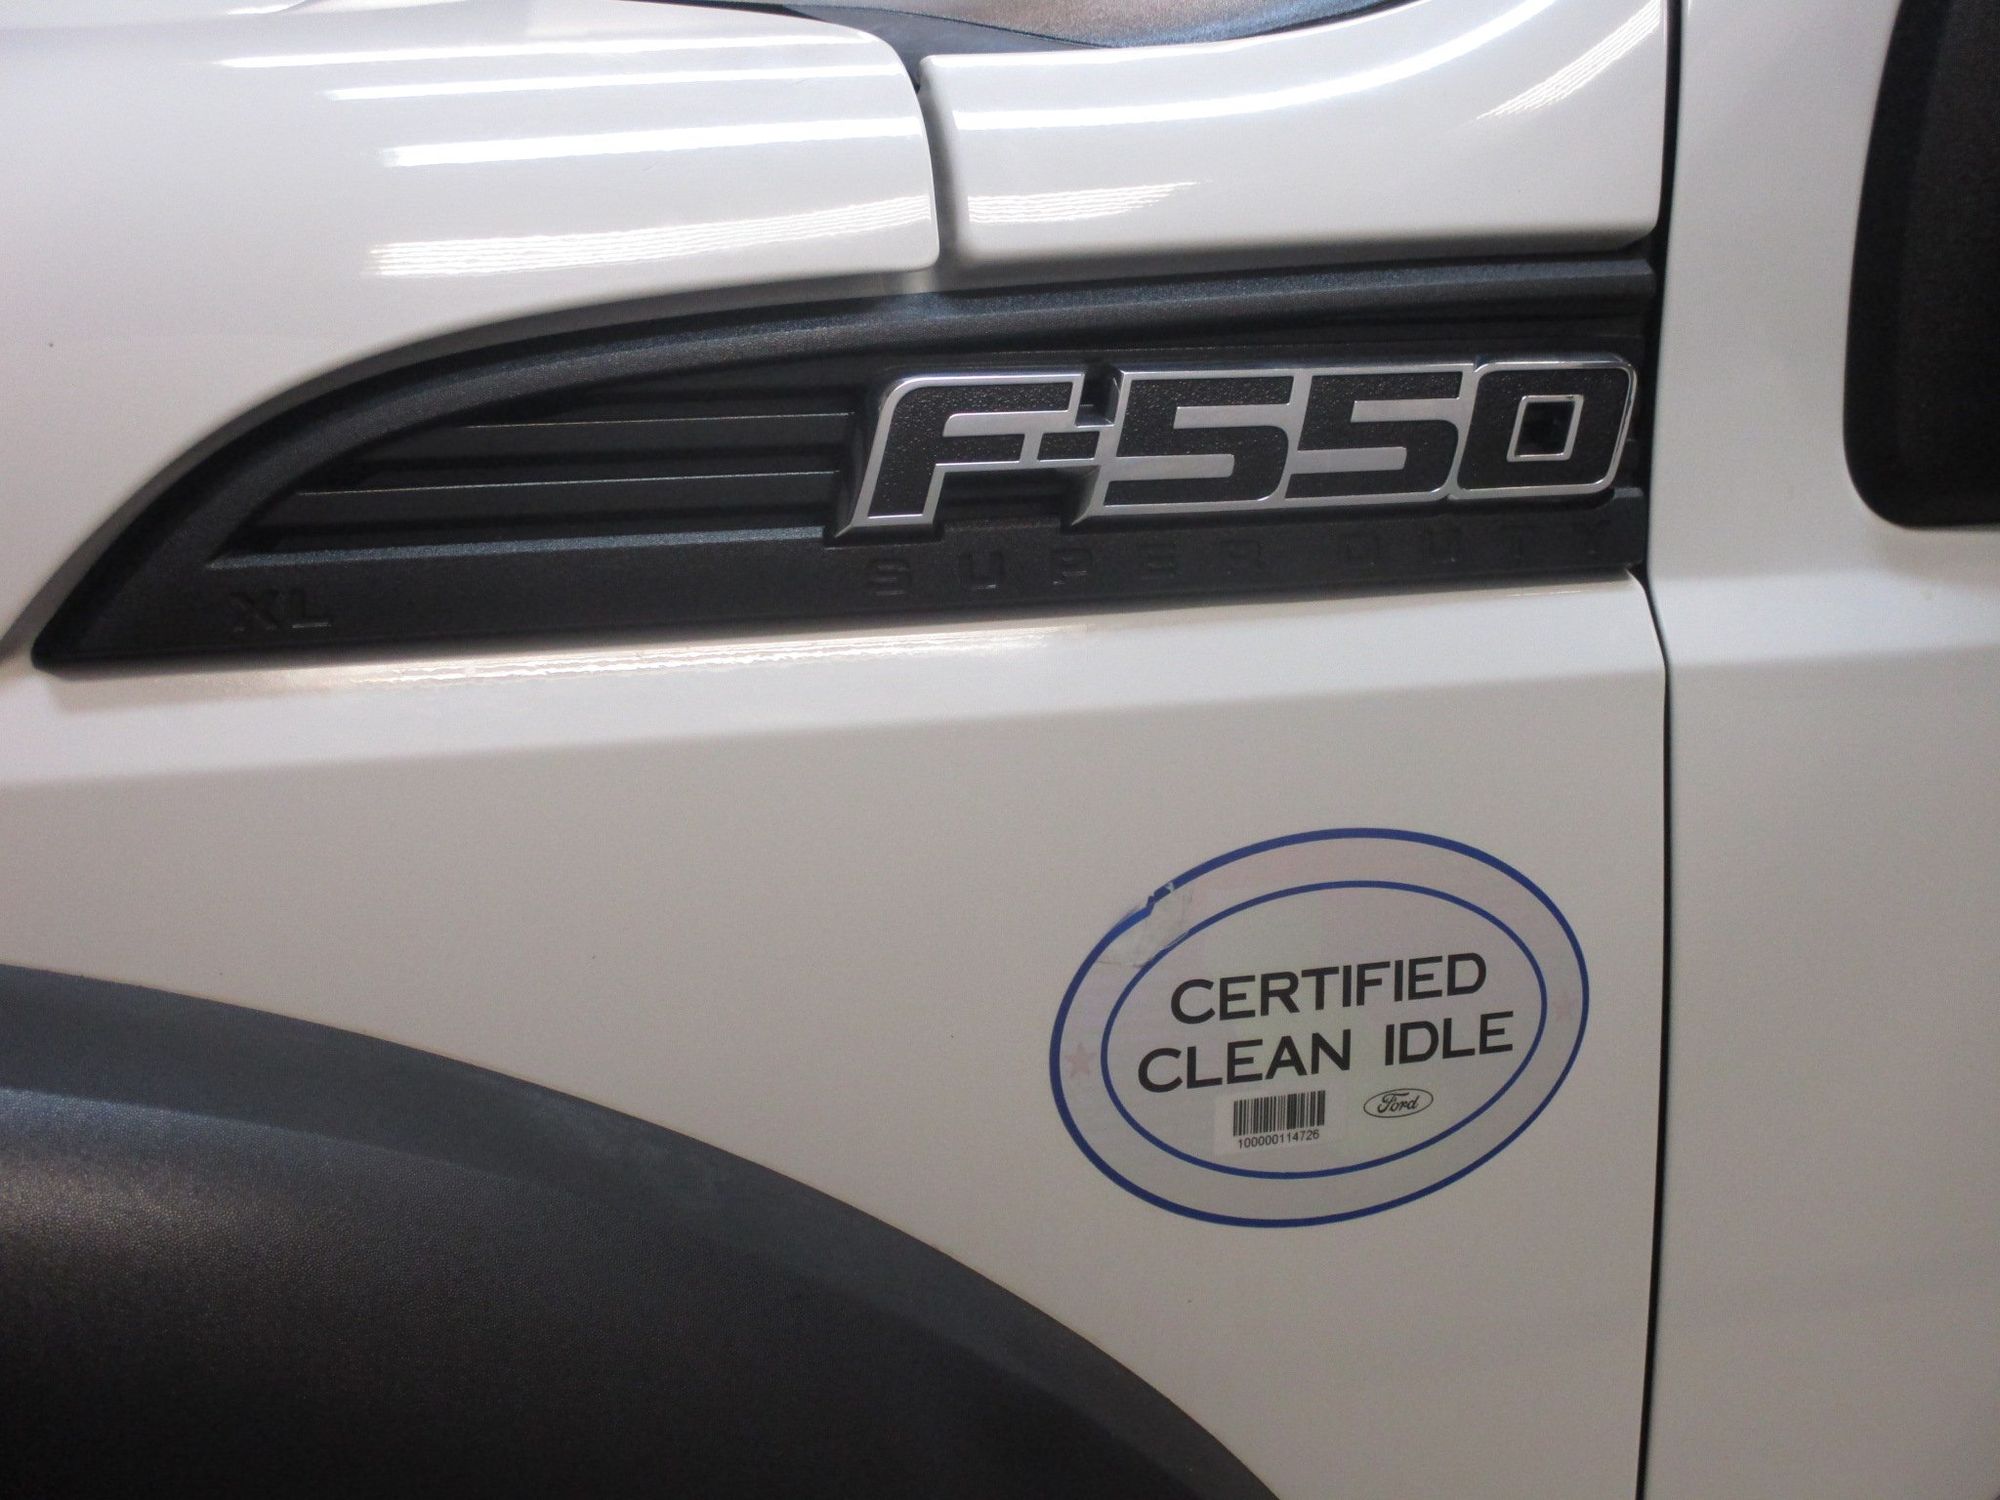 F-550
SUPER DUTY
XL
CERTIFIED
CLEAN IDLE
100000114726
Ford